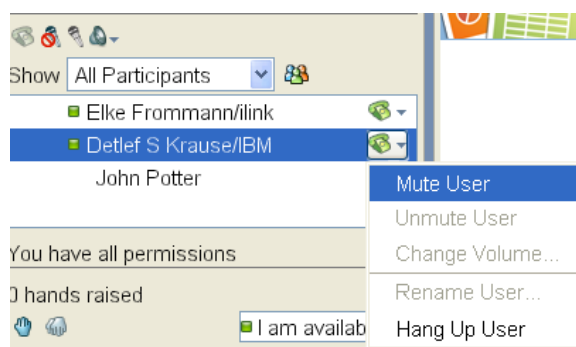 Show All Participants
Elke Frommann/ilink
Detlef S Krause/IBM
John Potter
Mute User
Unmute User
You have all permissions
Change Volume...
0 hands raised
Rename User...
I am availab
Hang Up User